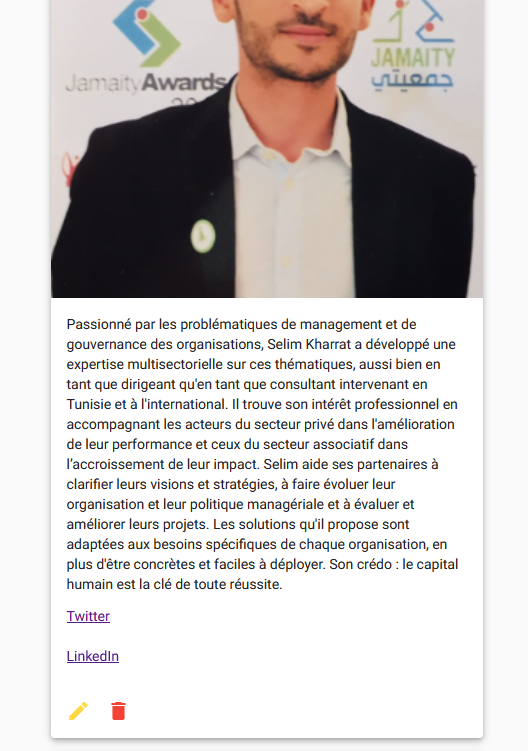 JamaityAwards
JAMAITY
جمعيتي
Passionné par les problématiques de management et de
gouvernance des organisations, Selim Kharrat a développé une
expertise multisectorielle sur ces thématiques, aussi bien en
tant que dirigeant qu'en tant que consultant intervenant en
Tunisie et à l'international. Il trouve son intérêt professionnel en
accompagnant les acteurs du secteur privé dans l'amélioration
de leur performance et ceux du secteur associatif dans
l’accroissement de leur impact. Selim aide ses partenaires à
clarifier leurs visions et stratégies, à faire évoluer leur
organisation et leur politique managériale et à évaluer et
améliorer leurs projets. Les solutions qu'il propose sont
adaptées aux besoins spécifiques de chaque organisation, en
plus d'être concrètes et faciles à déployer. Son crédo : le capital
humain est la clé de toute réussite.
Twitter
LinkedIn